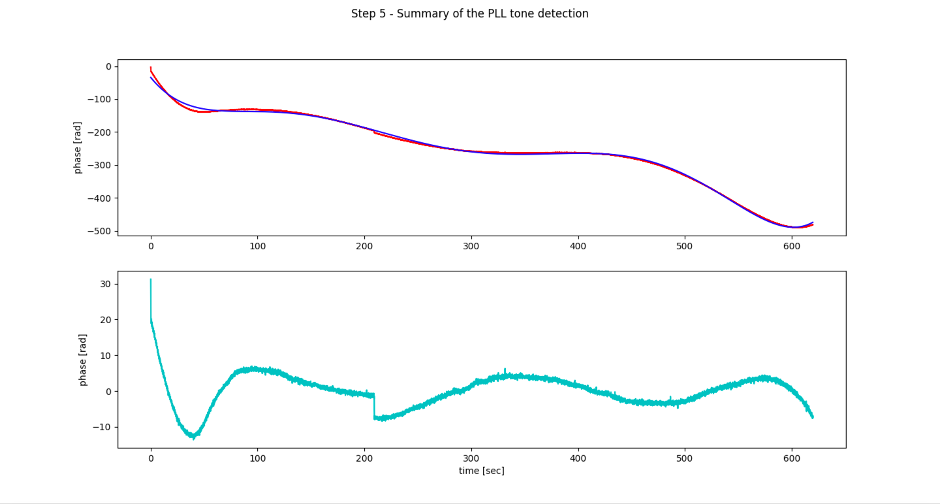 Step 5 - Summary of the PLL tone detection
phase [rad]
0
−100
−200
−300
−400
−500
0 100 200 300 400 500 600
phase [rad]
30
20
10
0
−10
0 100 200 300 400 500 600
time [sec]